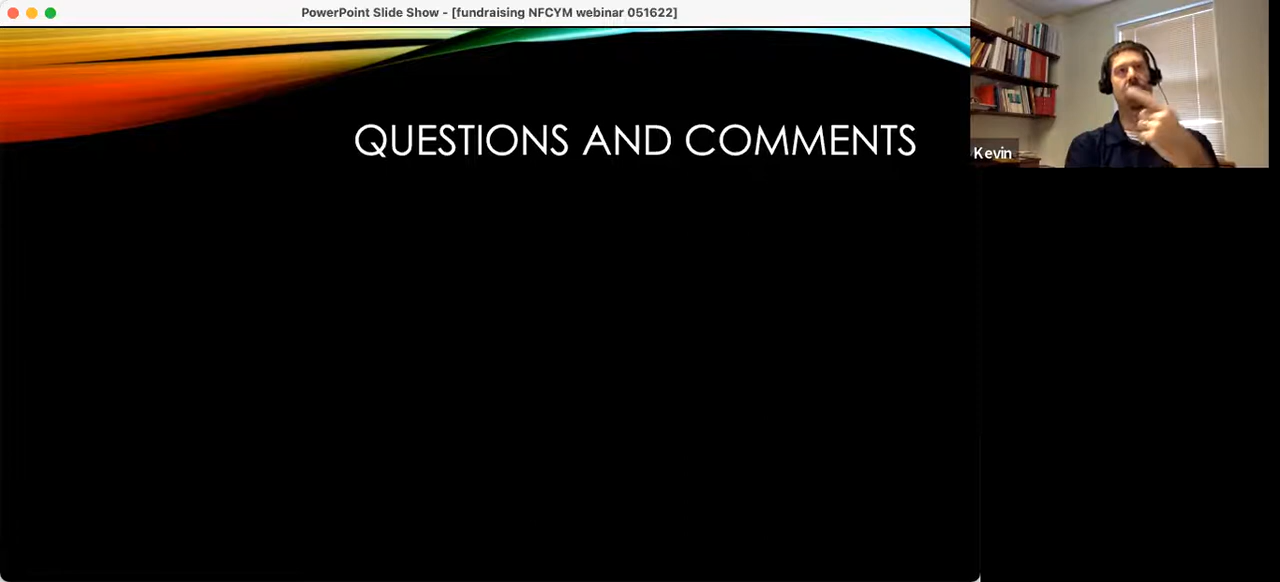 PowerPoint Slide Show - [fundraising NFCYM webinar 051622]
QUESTIONS AND COMMENTS
Kevin